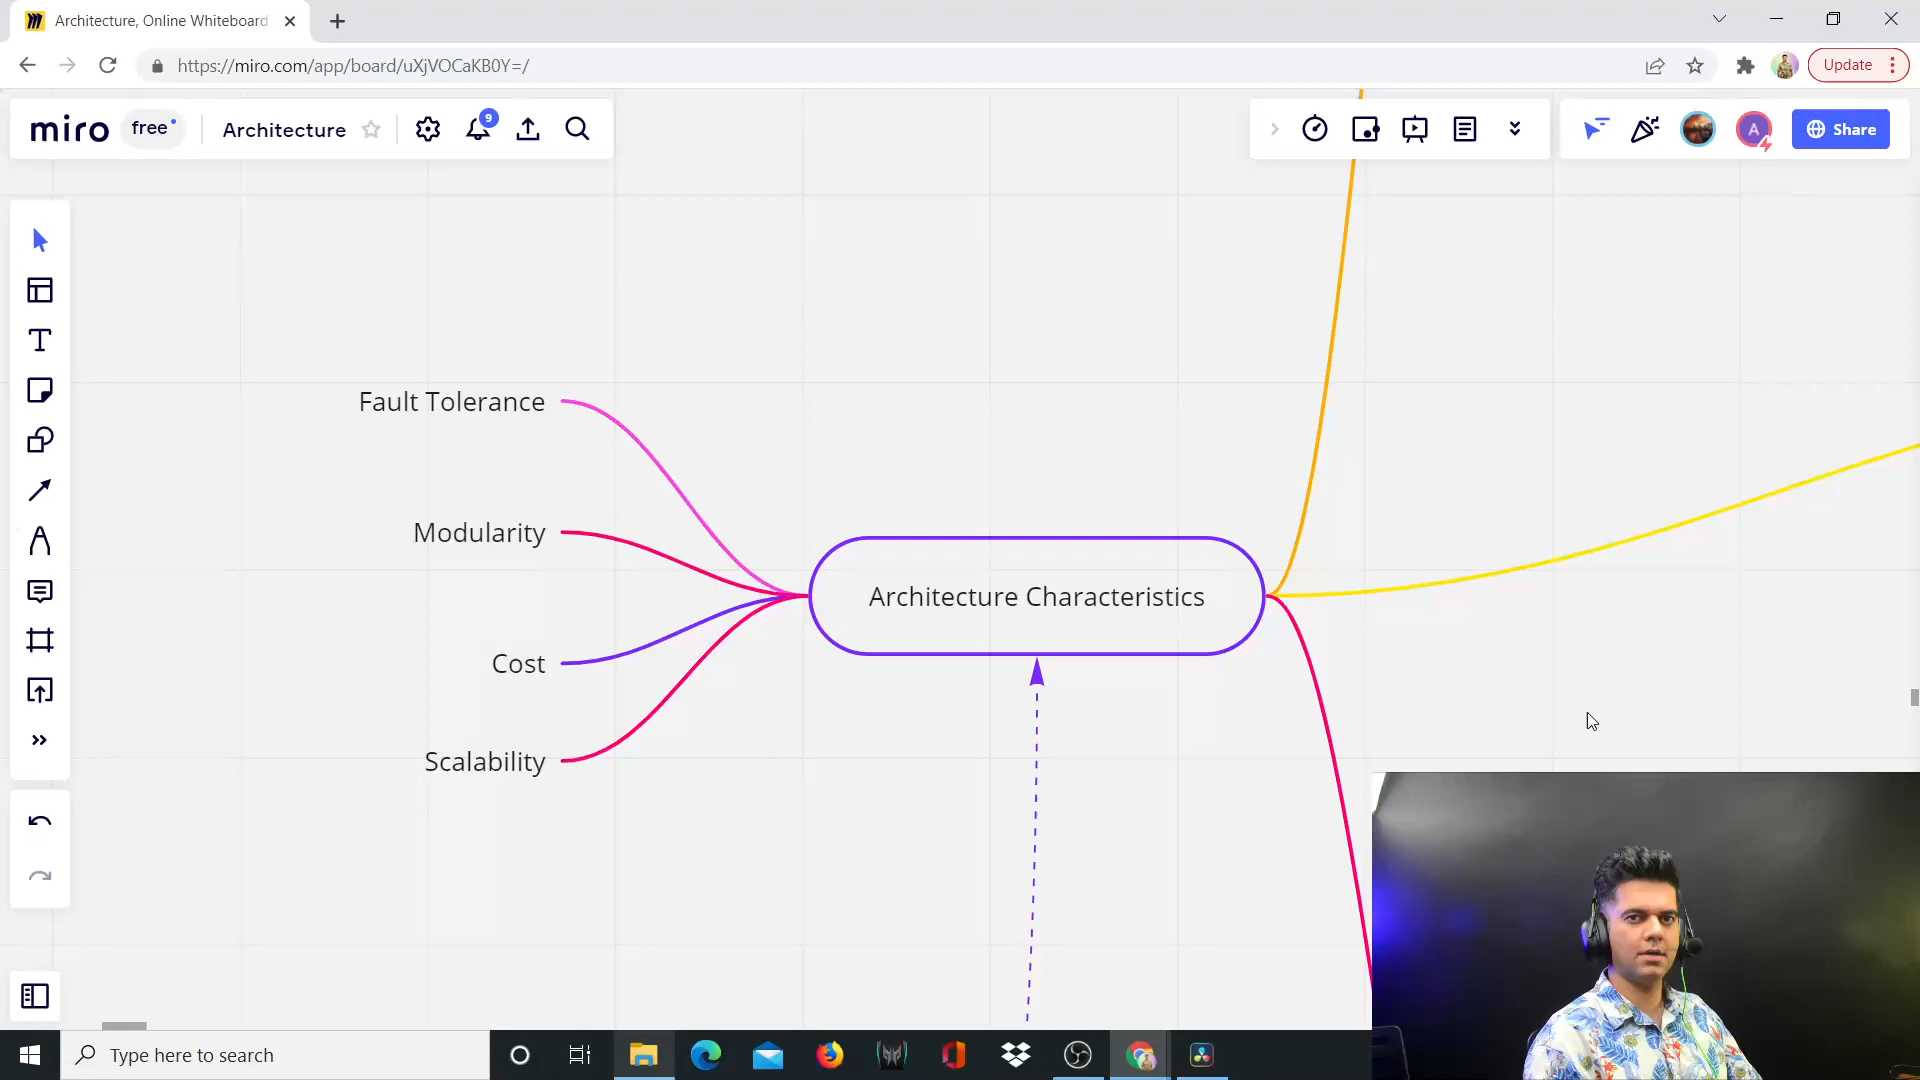 Architecture, Online Whiteboard
https://miro.com/app/board/uXjVOCaKB0Y=/
Update
miro
free
Architecture
9
A
Share
Fault Tolerance
Modularity
Architecture Characteristics
Cost
Scalability
Type here to search